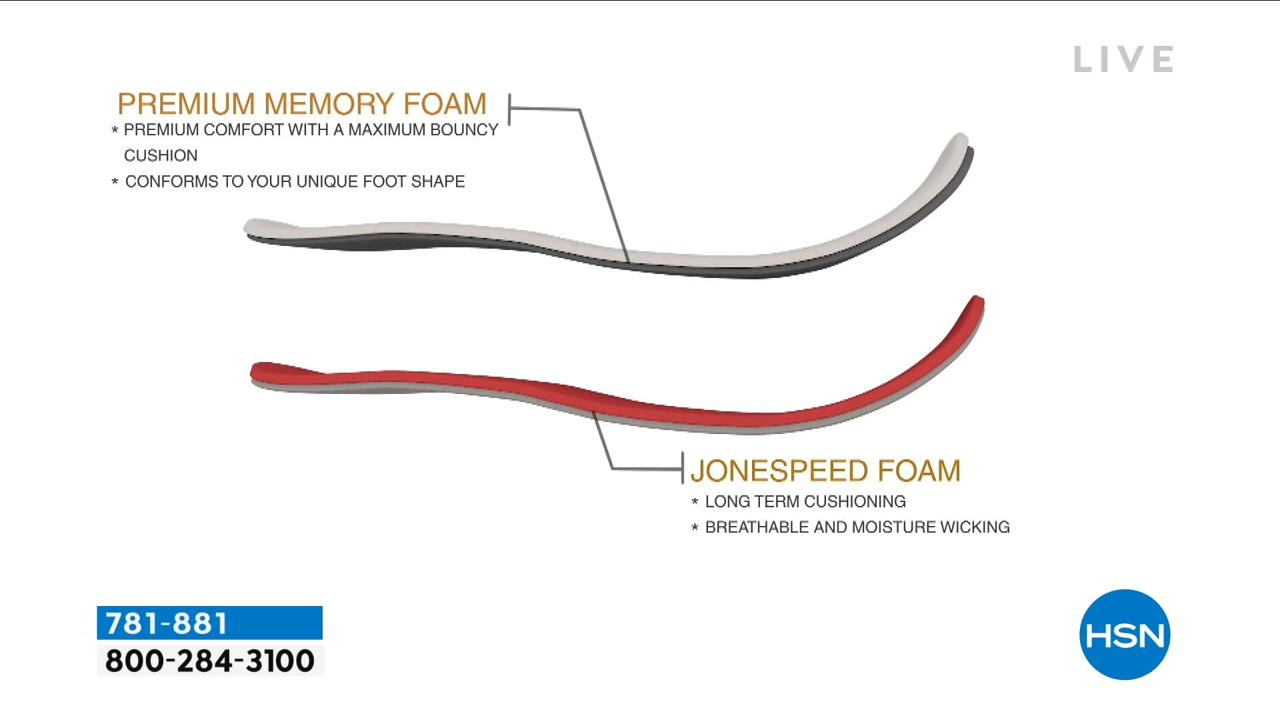 LIVE
PREMIUM MEMORY FOAM
* PREMIUM COMFORT WITH A MAXIMUM BOUNCY
CUSHION
* CONFORMS TO YOUR UNIQUE FOOT SHAPE
JONESPEED FOAM
* LONG TERM CUSHIONING
* BREATHABLE AND MOISTURE WICKING
781-881
800-284-3100
HSN